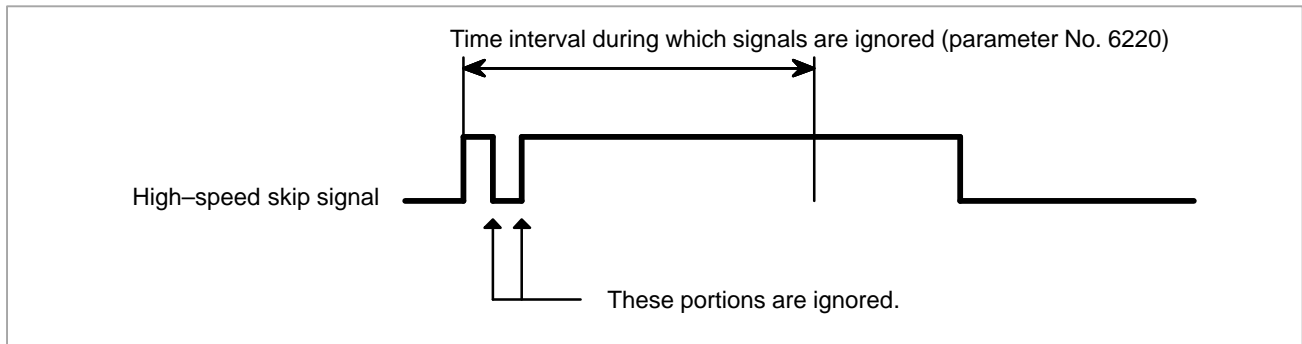 Time interval during which signals are ignored (parameter No. 6220)
High–speed skip signal
These portions are ignored.